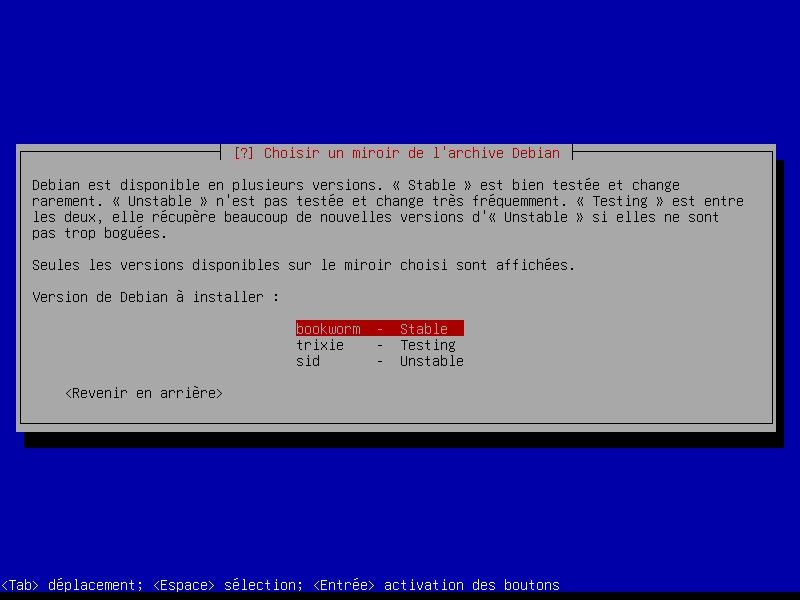 [?] Choisir un miroir de l'archive Debian
Debian est disponible en plusieurs versions. « Stable » est bien testée et change
rarement. « Unstable » n'est pas testée et change très fréquemment. « Testing » est entre
les deux, elle récupère beaucoup de nouvelles versions d'« Unstable » si elles ne sont
pas trop boguées.
Seules les versions disponibles sur le miroir choisi sont affichées.
Version de Debian à installer :
bookworm - Stable
trixie - Testing
sid - Unstable
<Revenir en arrière>
<Tab> déplacement; <Espace> sélection; <Entrée> activation des boutons